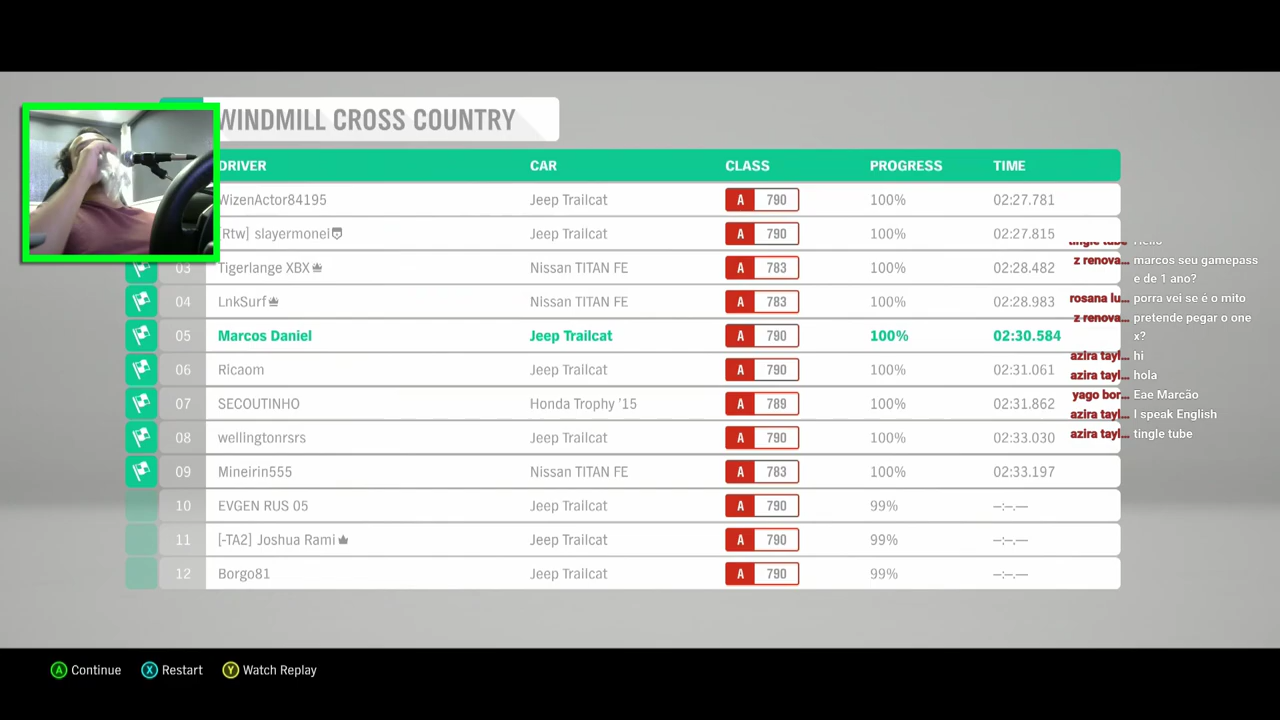 WINDMILL CROSS COUNTRY
DRIVER CAR CLASS PROGRESS TIME
WizenActor84195 Jeep Trailcat A 790 100% 02:27.781
[Rtw] slayermonei Jeep Trailcat A 790 100% 02:27.815
03 Tigerlange XBX Nissan TITAN FE A 783 100% 02:28.482
04 LnkSurf Nissan TITAN FE A 783 100% 02:28.983
05 Marcos Daniel Jeep Trailcat A 790 100% 02:30.584
06 Ricaom Jeep Trailcat A 790 100% 02:31.061
07 SECOUTINHO Honda Trophy '15 A 789 100% 02:31.862
08 wellingtonrsrs Jeep Trailcat A 790 100% 02:33.030
09 Mineirin555 Nissan TITAN FE A 783 100% 02:33.197
10 EVGEN RUS 05 Jeep Trailcat A 790 99% --:--.---
11 [-TA2] Joshua Rami Jeep Trailcat A 790 99% --:--.---
12 Borgo81 Jeep Trailcat A 790 99% --:--.---
tingle tube Hello
z renova... marcos seu gamepass
e de 1 ano?
rosana lu... porra vei se é o mito
z renova... pretende pegar o one
x?
azira tayl... hi
azira tayl... hola
yago bor... Eae Marcão
azira tayl... I speak English
azira tayl... tingle tube
A Continue X Restart Y Watch Replay